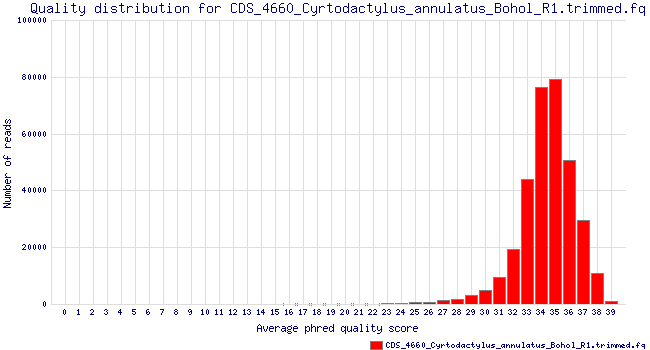 Quality distribution for CDS_4660_Cyrtodactylus_annulatus_Bohol_R1.trimmed.fq
100000
80000
60000
40000
20000
0
Number of reads
0 1 2 3 4 5 6 7 8 9 10 11 12 13 14 15 16 17 18 19 20 21 22 23 24 25 26 27 28 29 30 31 32 33 34 35 36 37 38 39
Average phred quality score
CDS_4660_Cyrtodactylus_annulatus_Bohol_R1.trimmed.fq